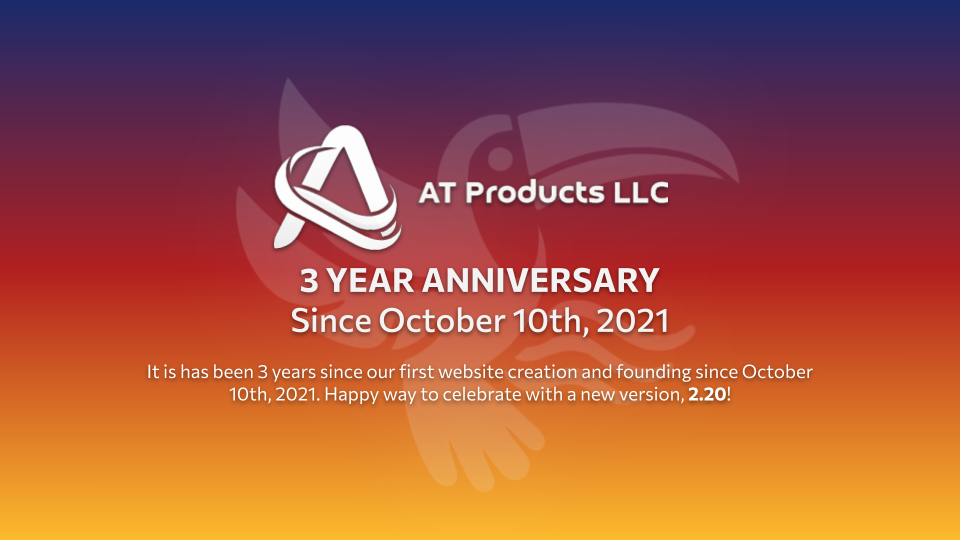 AT Products LLC
3 YEAR ANNIVERSARY
Since October 10th, 2021
It is has been 3 years since our first website creation and founding since October
10th, 2021. Happy way to celebrate with a new version, 2.20!